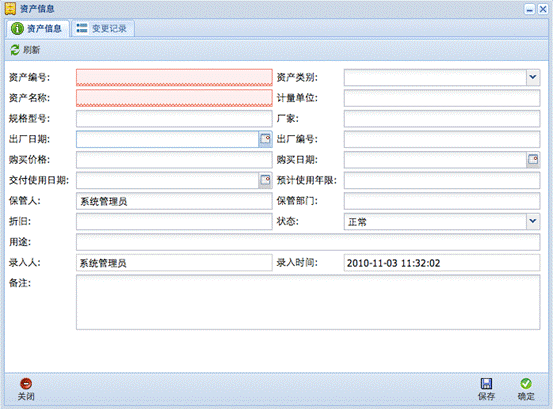 资产信息
资产信息 变更记录
刷新
资产编号: 资产类别:
资产名称: 计量单位:
规格型号: 厂家:
出厂日期: 出厂编号:
购买价格: 购买日期:
交付使用日期: 预计使用年限:
保管人: 系统管理员 保管部门:
折旧: 状态: 正常
用途:
录入人: 系统管理员 录入时间: 2010-11-03 11:32:02
备注:
关闭 保存 确定